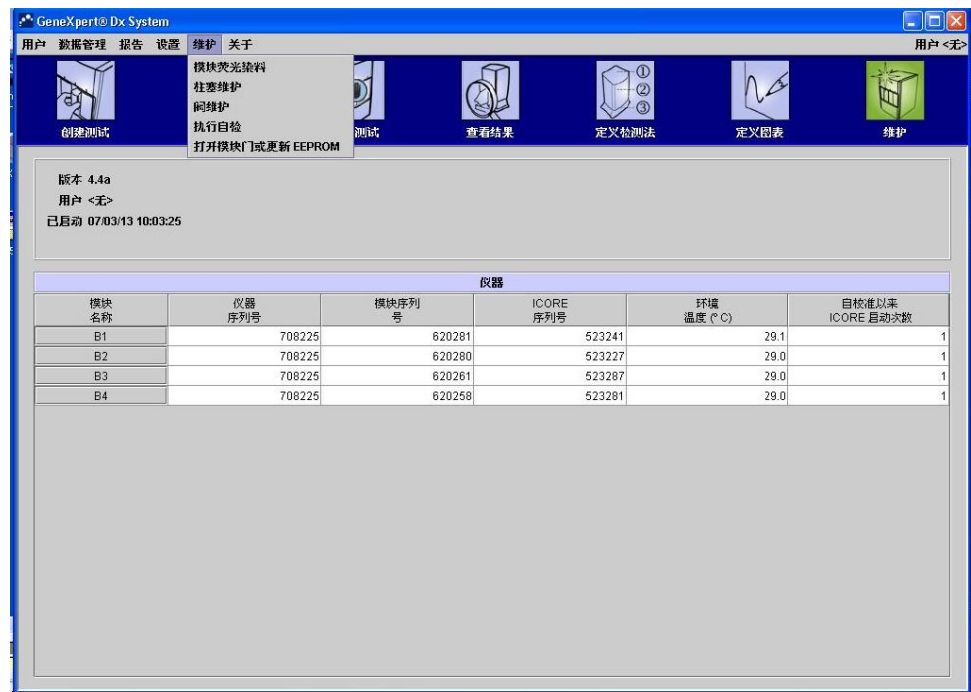 GeneXpert® Dx System
用户 数据管理 报告 设置 维护 关于 用户 <无>
模块荧光染料
柱塞维护
阀维护
执行自检
打开模块门或更新 EEPROM
创建测试 测试 查看结果 定义检测法 定义图表 维护
①
②
③
版本 4.4a
用户 <无>
已启动 07/03/13 10:03:25
仪器
模块 仪器 模块序列 ICORE 环境 自校准以来
名称 序列号 号 序列号 温度 (° C) ICORE 启动次数
B1 708225 620281 523241 29.1 1
B2 708225 620280 523227 29.0 1
B3 708225 620261 523287 29.0 1
B4 708225 620258 523281 29.0 1